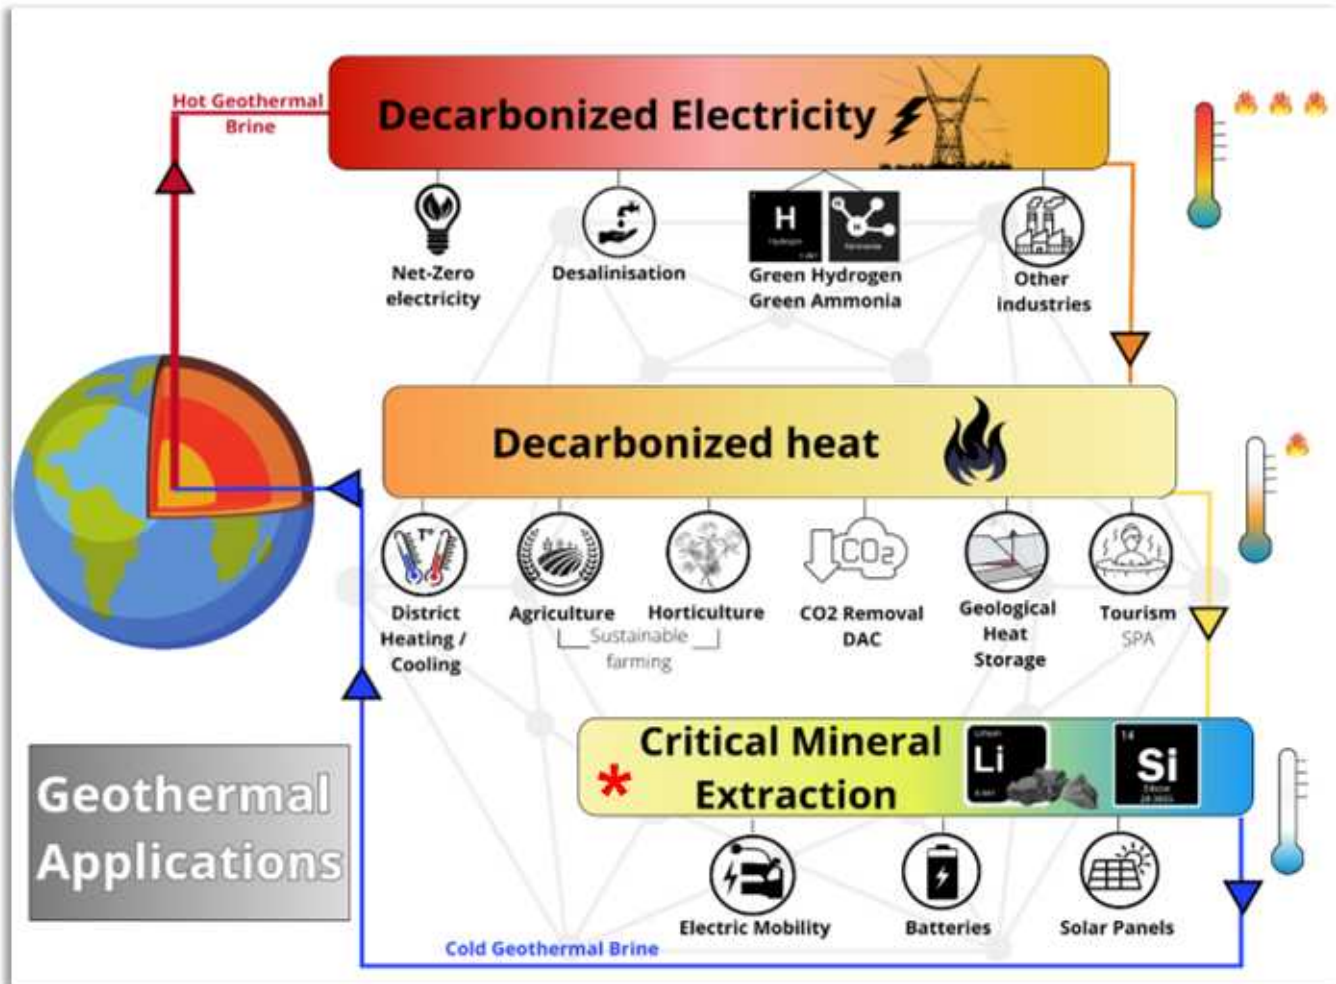 Hot Geothermal
Brine
Decarbonized Electricity
H
Hydrogen
Net-Zero
electricity
Desalinisation
Green Hydrogen
Green Ammonia
Other
industries
Decarbonized heat
T°
CO2
District
Heating /
Cooling
Agriculture
Horticulture
Sustainable
farming
CO2 Removal
DAC
Geological
Heat
Storage
Tourism
SPA
Critical Mineral
Extraction
*
Li
14
Si
Geothermal
Applications
Electric Mobility
Batteries
Solar Panels
Cold Geothermal Brine